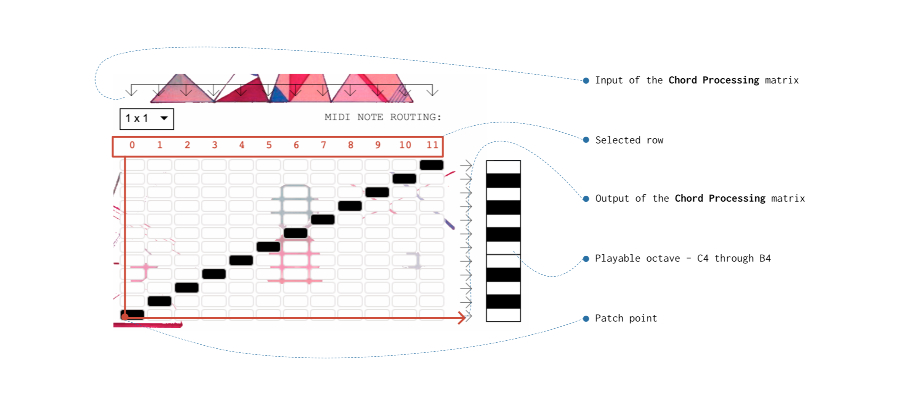 Input of the Chord Processing matrix
1 x 1
MIDI NOTE ROUTING:
Selected row
0 1 2 3 4 5 6 7 8 9 10 11
Output of the Chord Processing matrix
Playable octave – C4 through B4
Patch point